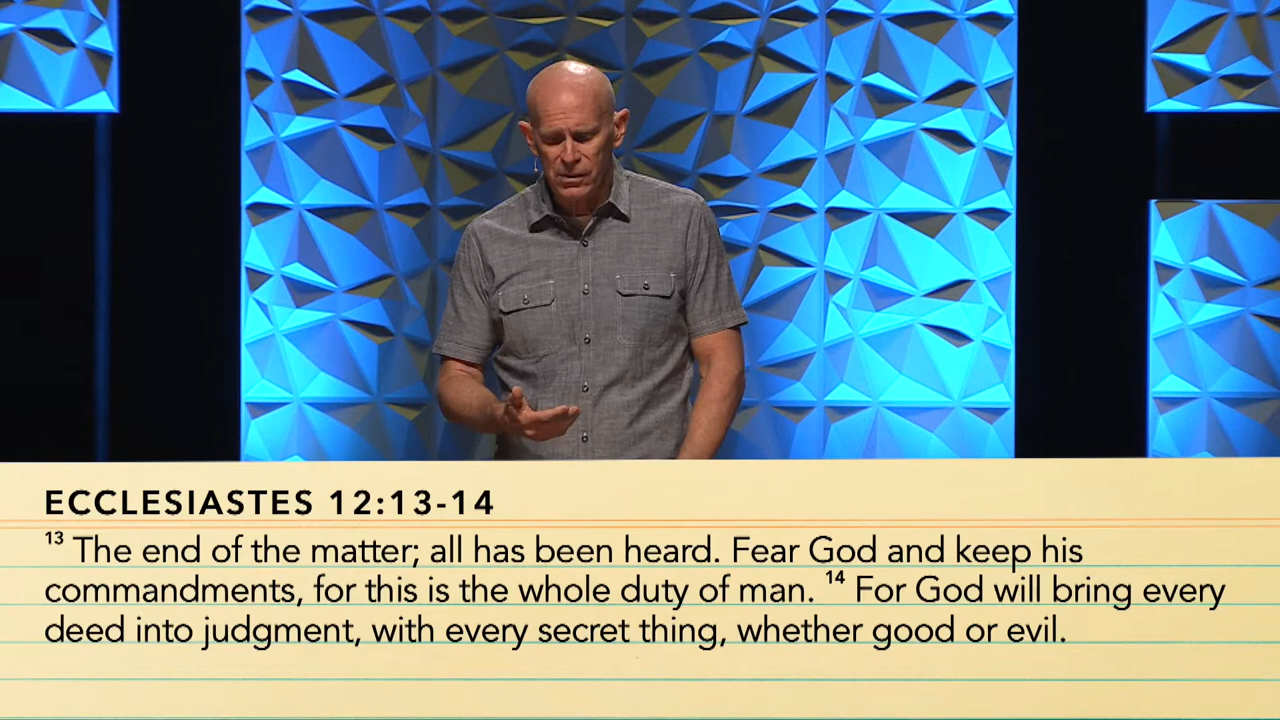 ECCLESIASTES 12:13-14
13 The end of the matter; all has been heard. Fear God and keep his
commandments, for this is the whole duty of man. 14 For God will bring every
deed into judgment, with every secret thing, whether good or evil.